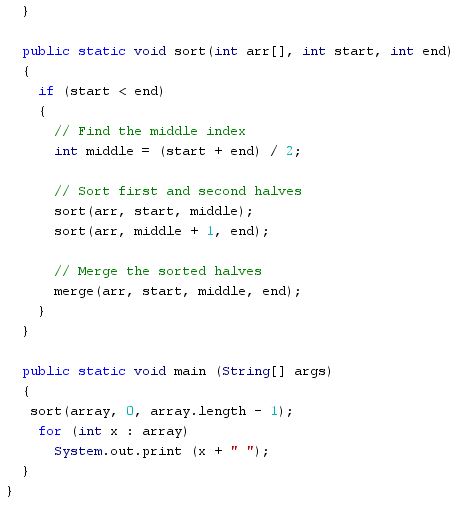 }
public static void sort(int arr[], int start, int end)
{
if (start < end)
{
// Find the middle index
int middle = (start + end) / 2;
// Sort first and second halves
sort(arr, start, middle);
sort(arr, middle + 1, end);
// Merge the sorted halves
merge(arr, start, middle, end);
}
}
public static void main (String[] args)
{
sort(array, 0, array.length - 1);
for (int x : array)
System.out.print (x + " ");
}
}